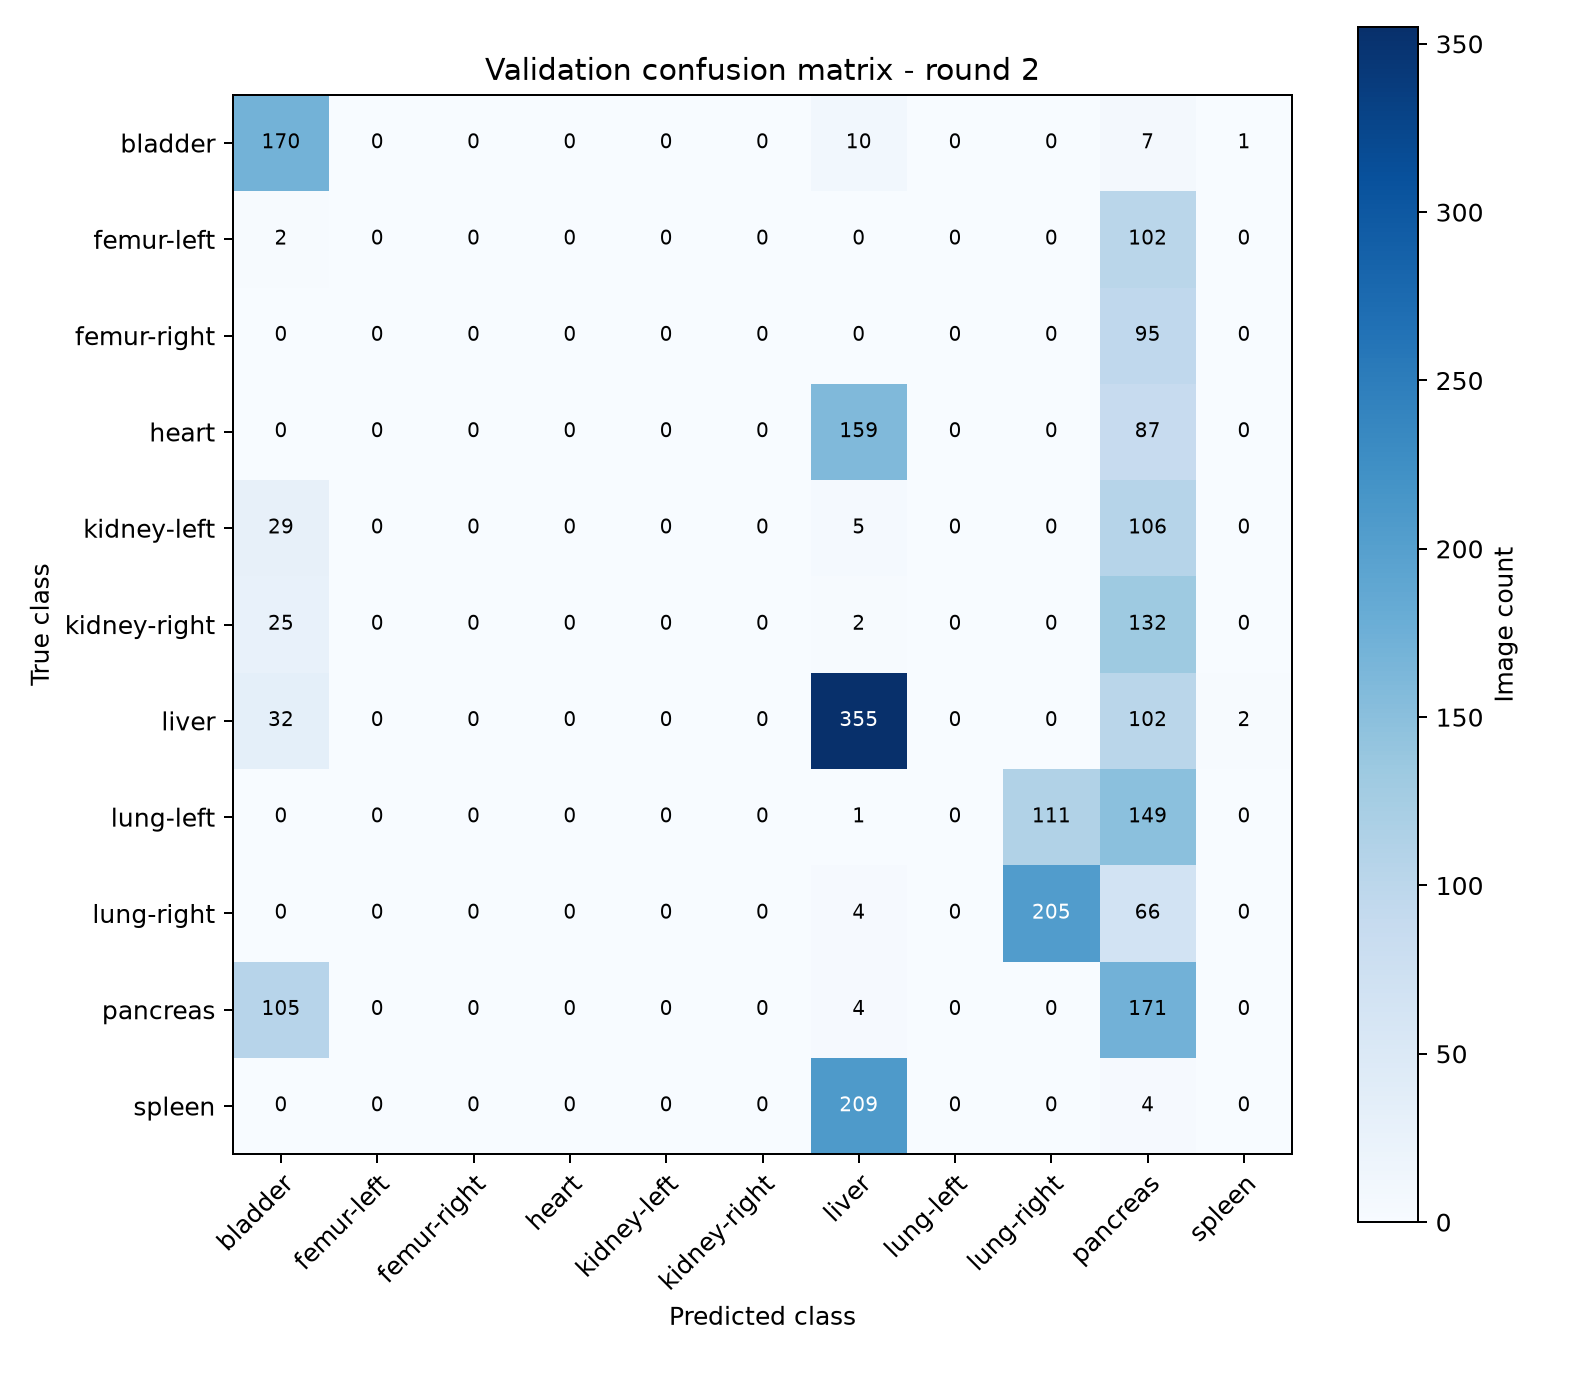 Validation confusion matrix - round 2
bladder 170 0 0 0 0 0 10 0 0 7 1
femur-left 2 0 0 0 0 0 0 0 0 102 0
femur-right 0 0 0 0 0 0 0 0 0 95 0
heart 0 0 0 0 0 0 159 0 0 87 0
kidney-left 29 0 0 0 0 0 5 0 0 106 0
kidney-right 25 0 0 0 0 0 2 0 0 132 0
liver 32 0 0 0 0 0 355 0 0 102 2
lung-left 0 0 0 0 0 0 1 0 111 149 0
lung-right 0 0 0 0 0 0 4 0 205 66 0
pancreas 105 0 0 0 0 0 4 0 0 171 0
spleen 0 0 0 0 0 0 209 0 0 4 0
bladder femur-left femur-right heart kidney-left kidney-right liver lung-left lung-right pancreas spleen
Predicted class
True class
350
300
250
200
150
100
50
0
Image count